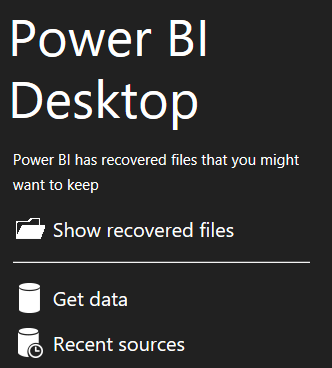 Power BI
Desktop
Power BI has recovered files that you might
want to keep
Show recovered files
Get data
Recent sources